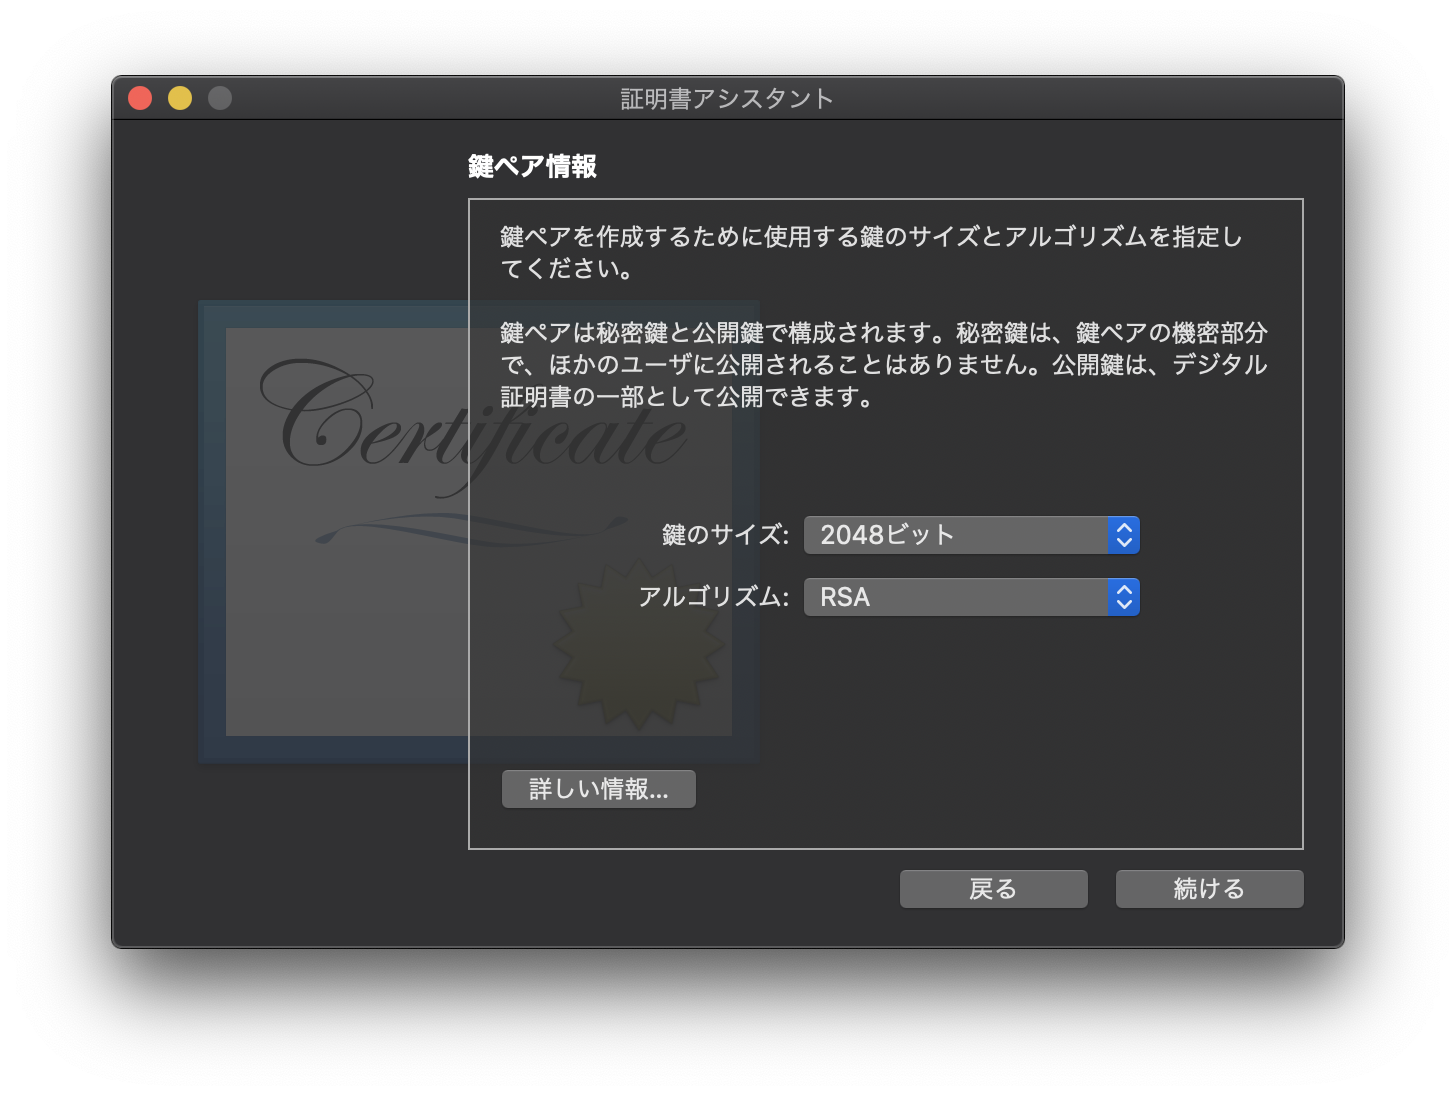 証明書アシスタント
鍵ペア情報
鍵ペアを作成するために使用する鍵のサイズとアルゴリズムを指定し
てください。
鍵ペアは秘密鍵と公開鍵で構成されます。秘密鍵は、鍵ペアの機密部分
で、ほかのユーザに公開されることはありません。公開鍵は、デジタル
証明書の一部として公開できます。
Certificate
鍵のサイズ: 2048ビット
アルゴリズム: RSA
詳しい情報...
戻る 続ける